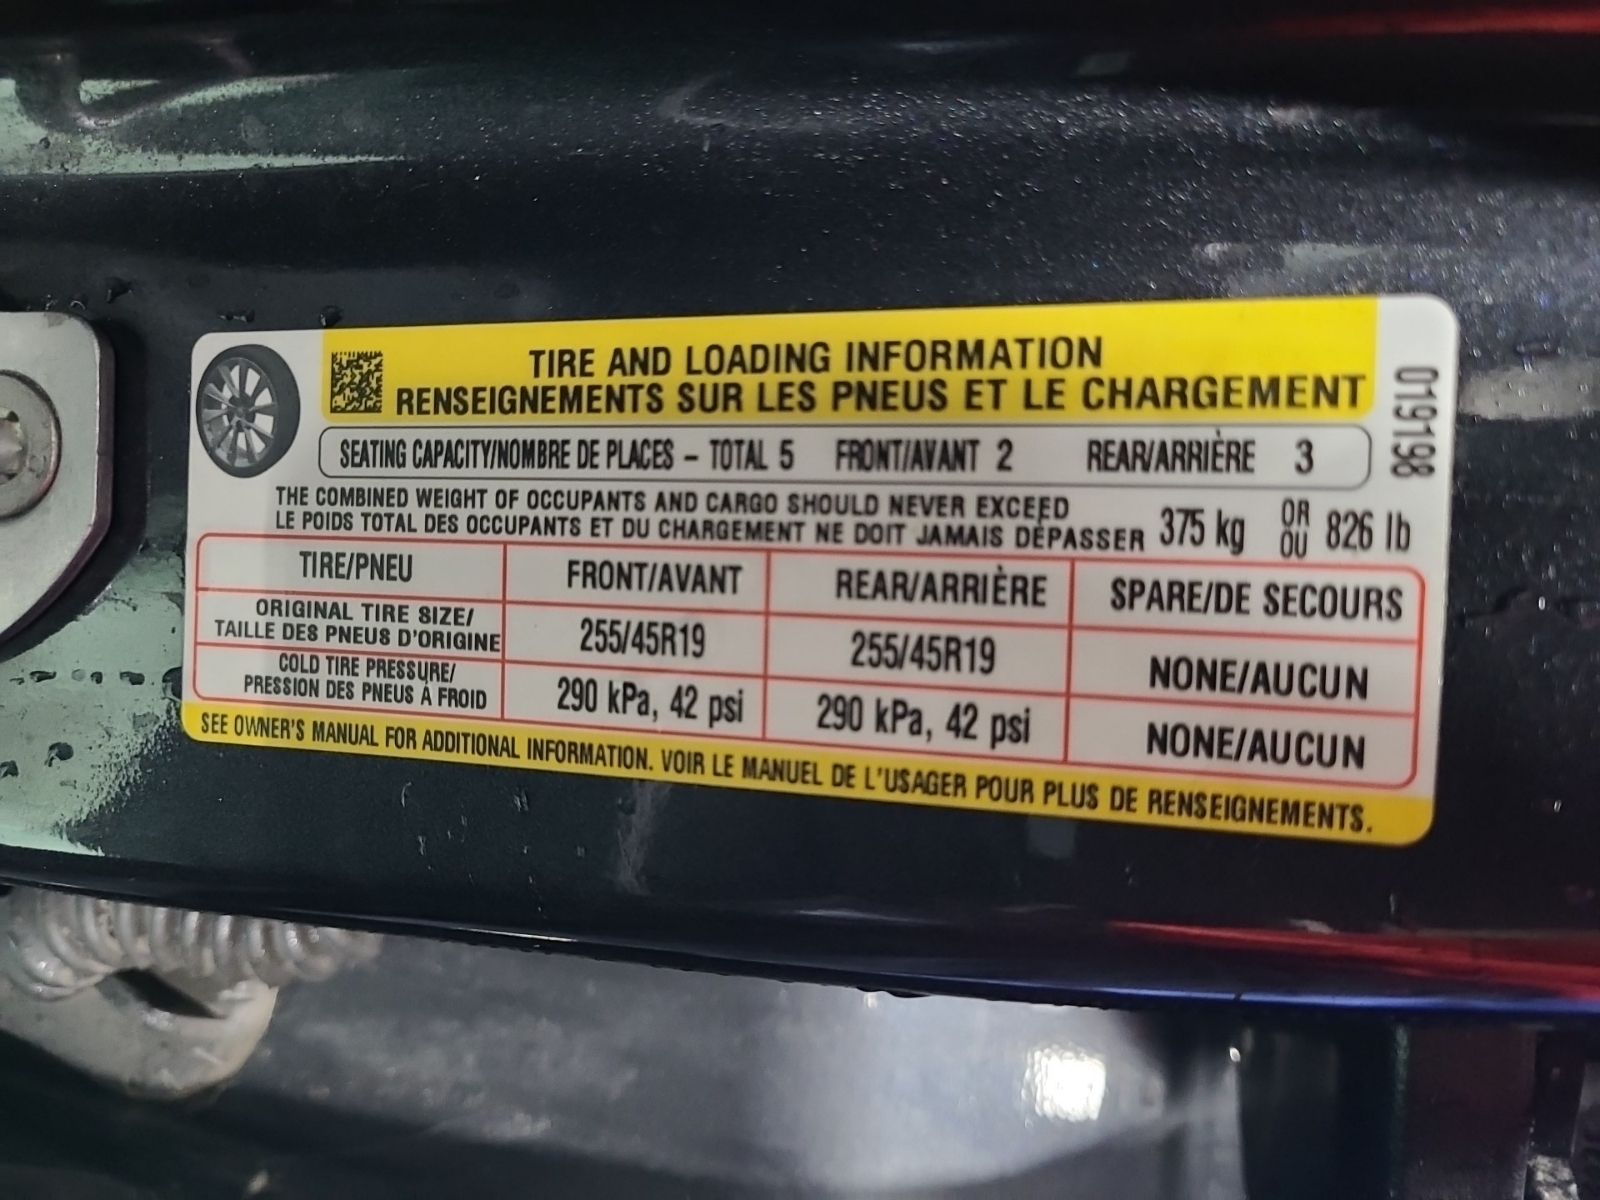 TIRE AND LOADING INFORMATION
RENSEIGNEMENTS SUR LES PNEUS ET LE CHARGEMENT
019198
SEATING CAPACITY/NOMBRE DE PLACES – TOTAL 5 FRONT/AVANT 2 REAR/ARRIÈRE 3
THE COMBINED WEIGHT OF OCCUPANTS AND CARGO SHOULD NEVER EXCEED
LE POIDS TOTAL DES OCCUPANTS ET DU CHARGEMENT NE DOIT JAMAIS DÉPASSER
375 kg OR OU 826 lb
TIRE/PNEU FRONT/AVANT REAR/ARRIÈRE SPARE/DE SECOURS
ORIGINAL TIRE SIZE/
TAILLE DES PNEUS D'ORIGINE
255/45R19 255/45R19 NONE/AUCUN
COLD TIRE PRESSURE/
PRESSION DES PNEUS À FROID
290 kPa, 42 psi 290 kPa, 42 psi NONE/AUCUN
SEE OWNER'S MANUAL FOR ADDITIONAL INFORMATION. VOIR LE MANUEL DE L'USAGER POUR PLUS DE RENSEIGNEMENTS.